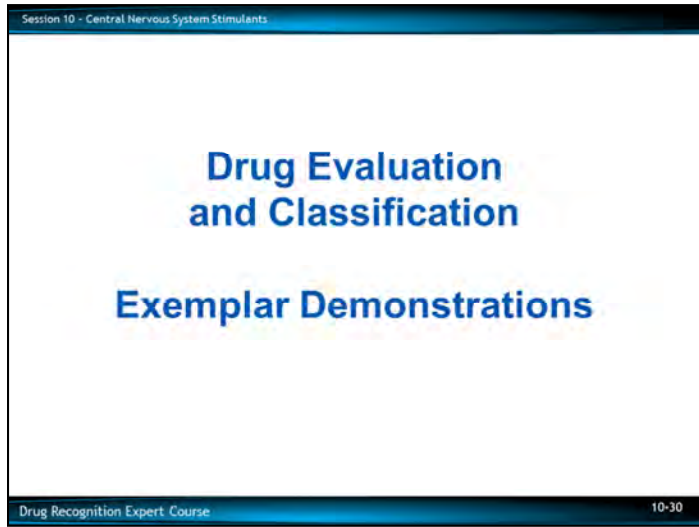 Session 10 - Central Nervous System Stimulants
Drug Evaluation
and Classification
Exemplar Demonstrations
Drug Recognition Expert Course
10-30